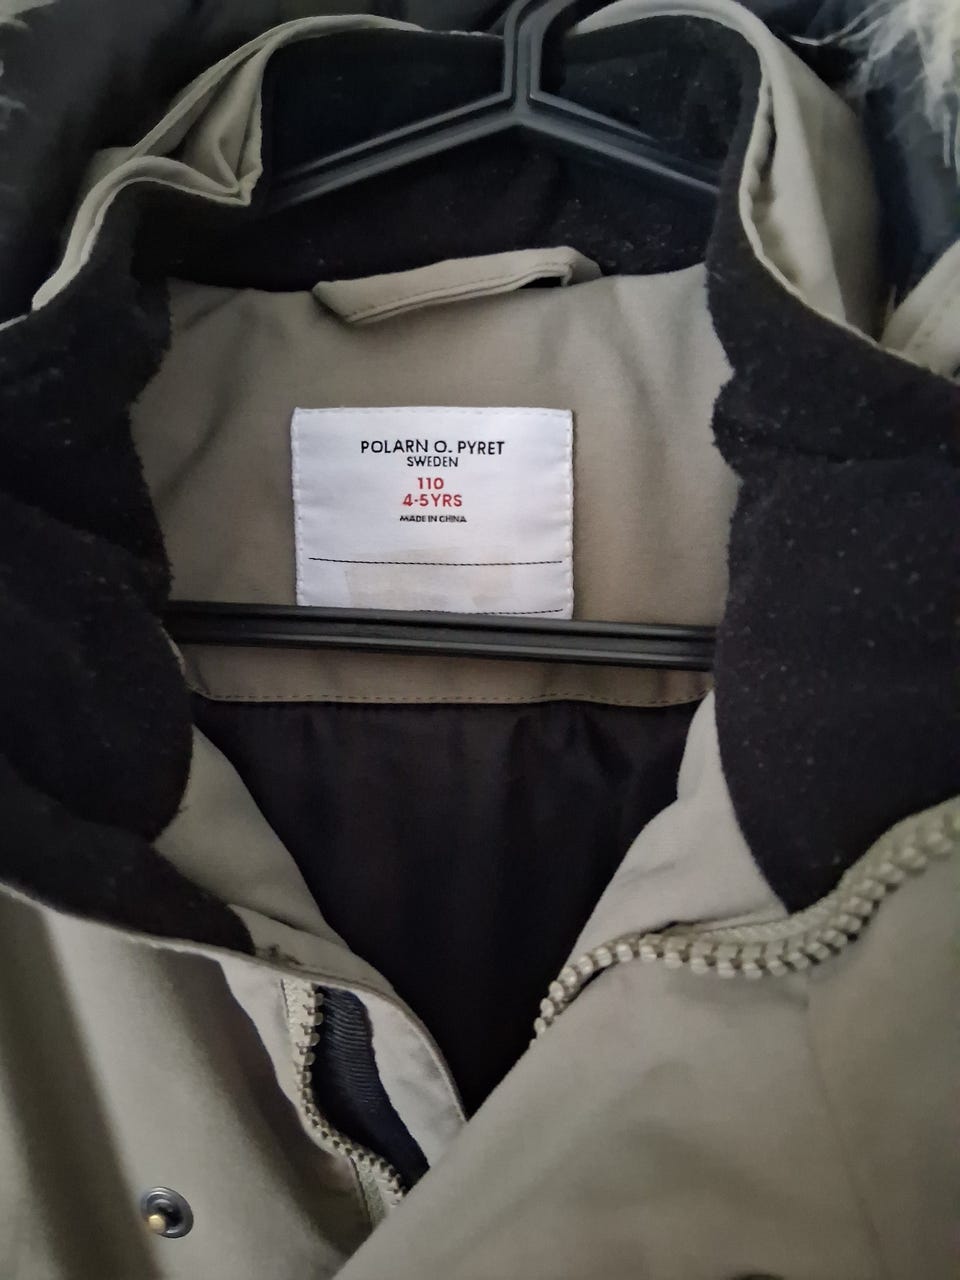 POLARN O. PYRET
SWEDEN
110
4-5YRS
MADE IN CHINA